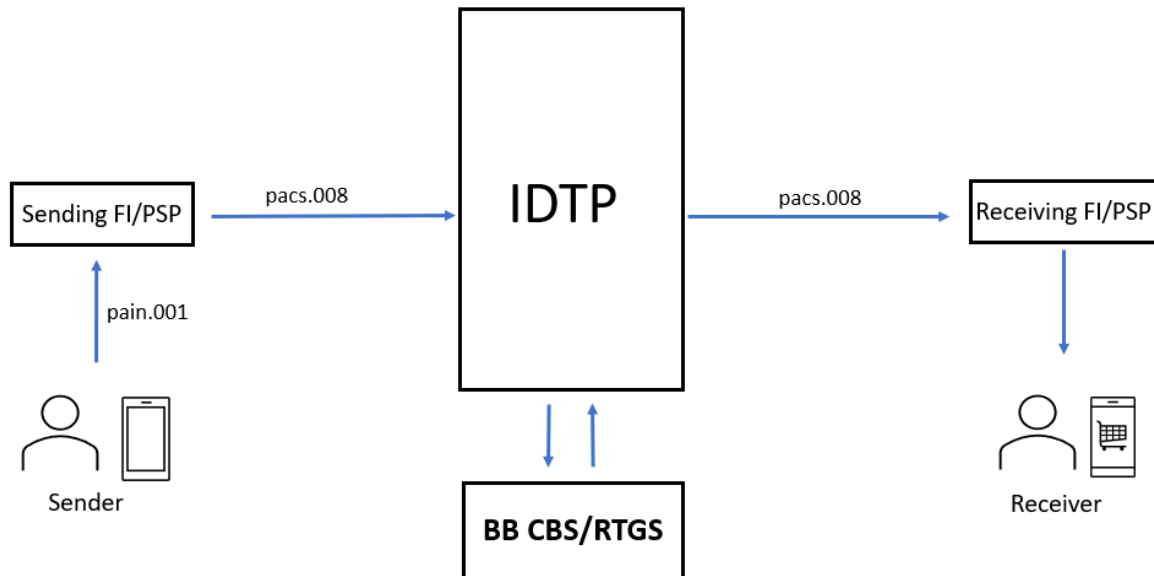 IDTP
pacs.008
pacs.008
Sending FI/PSP
Receiving FI/PSP
pain.001
Sender
Receiver
BB CBS/RTGS